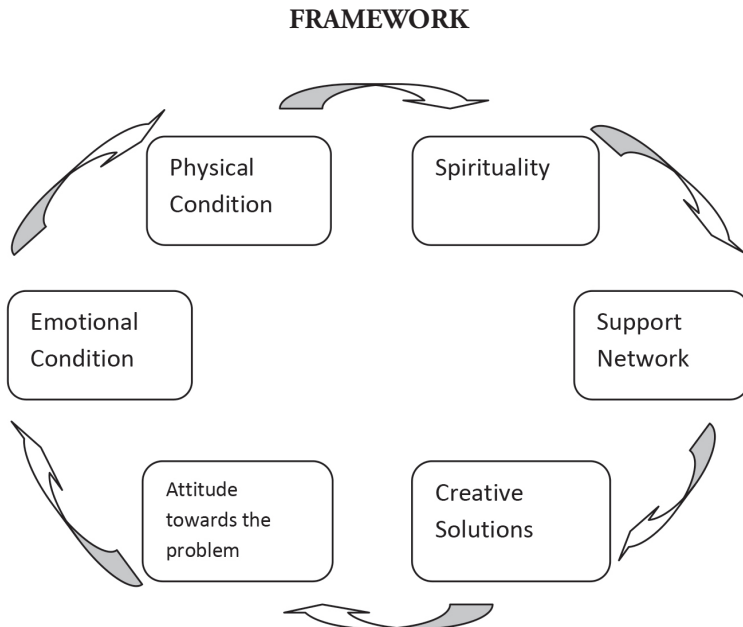 FRAMEWORK
Physical
Condition
Spirituality
Emotional
Condition
Support
Network
Attitude
towards the
problem
Creative
Solutions